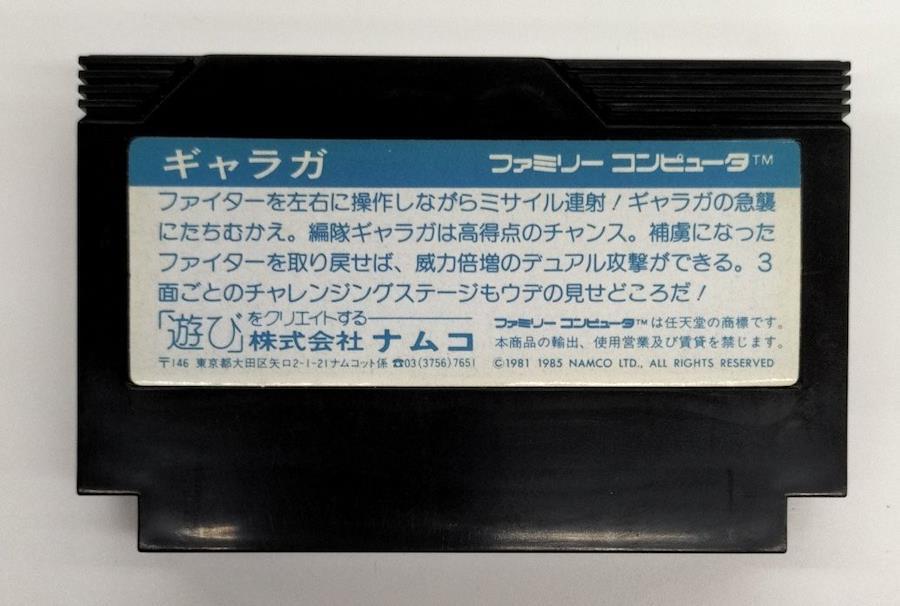 ギャラガ ファミリー コンピュータ™
ファイターを左右に操作しながらミサイル連射！ギャラガの急襲
にたちむかえ。編隊ギャラガは高得点のチャンス。補虜になった
ファイターを取り戻せば、威力倍増のデュアル攻撃ができる。3
面ごとのチャレンジングステージもウデの見せどころだ！
「遊び」をクリエイトする
株式会社 ナムコ
〒146 東京都大田区矢口2-1-21ナムコット係 ☎03(3756)7651
ファミリー コンピュータ™は任天堂の商標です。
本商品の輸出、使用営業及び賃貸を禁じます。
©1981 1985 NAMCO LTD., ALL RIGHTS RESERVED